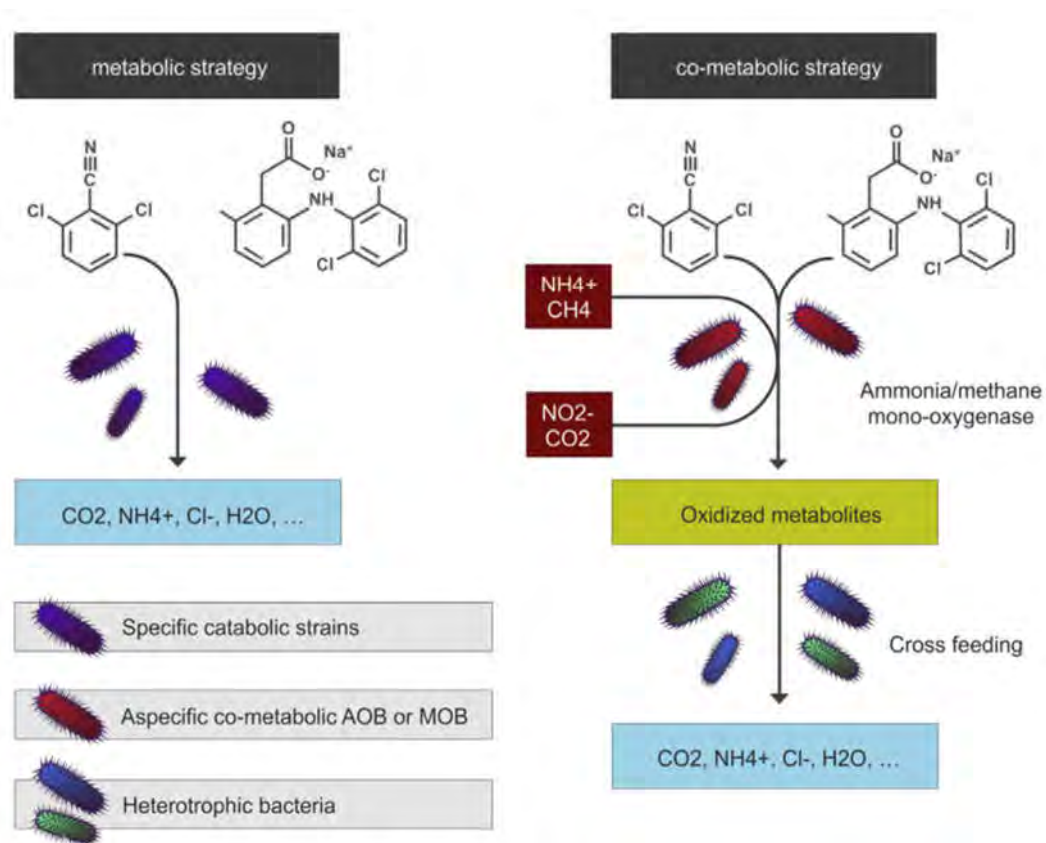 metabolic strategy
co-metabolic strategy
N
C
Cl
Cl
O
Na+
O-
NH
Cl
Cl
N
C
Cl
Cl
O
Na+
O-
NH
Cl
Cl
NH4+
CH4
NO2-
CO2
Ammonia/methane
mono-oxygenase
CO2, NH4+, Cl-, H2O, ...
Oxidized metabolites
Specific catabolic strains
Cross feeding
Aspecific co-metabolic AOB or MOB
CO2, NH4+, Cl-, H2O, ...
Heterotrophic bacteria